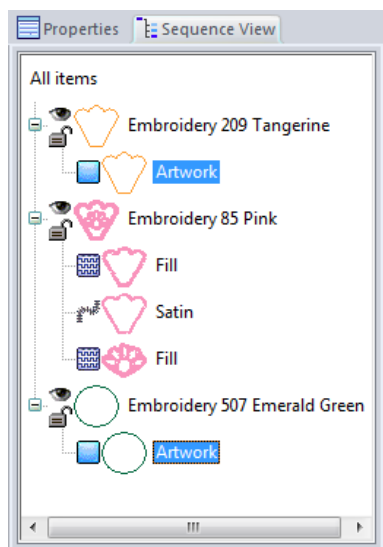 Properties Sequence View
All items
Embroidery 209 Tangerine
Artwork
Embroidery 85 Pink
Fill
Satin
Fill
Embroidery 507 Emerald Green
Artwork